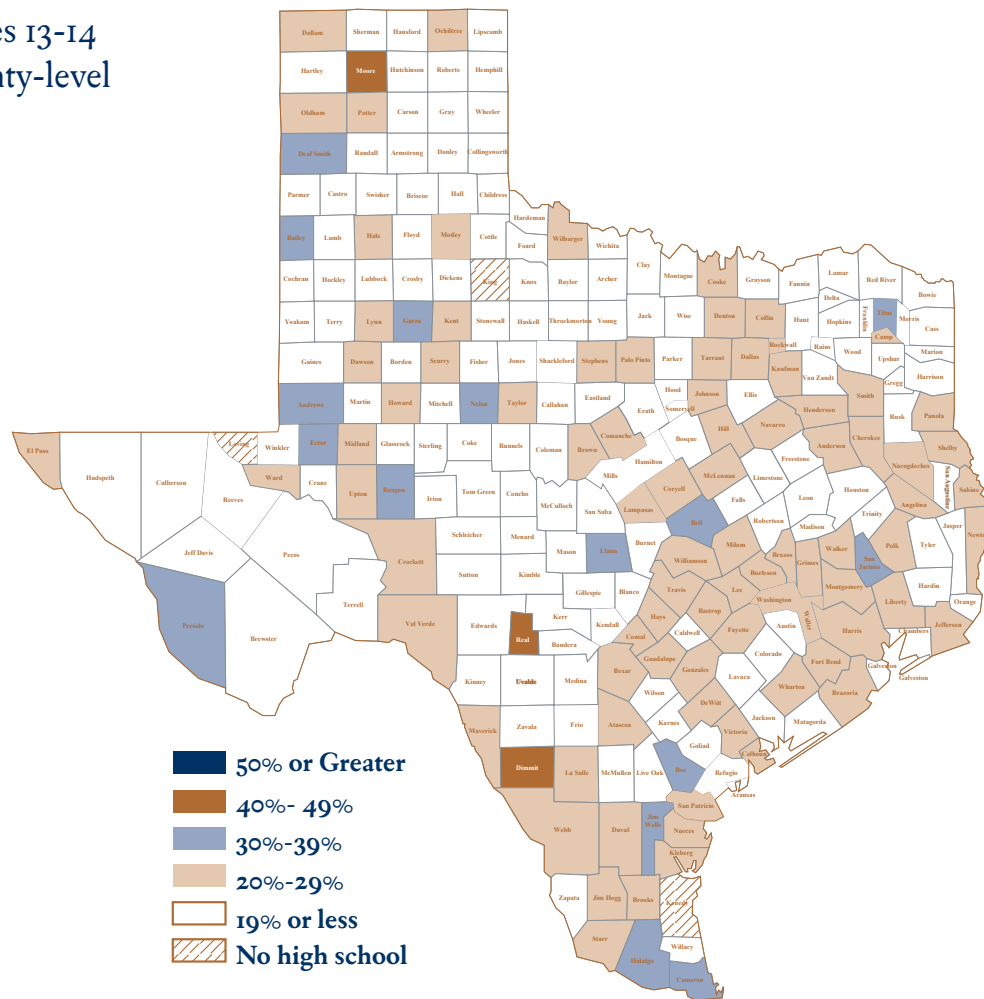 es 13-14
nty-level
Dallam Sherman Hansford Ochiltree Lipscomb
Hartley Moore Hutchinson Roberts Hemphill
Oldham Potter Carson Gray Wheeler
Deaf Smith Randall Armstrong Donley Collingsworth
Parmer Castro Swisher Briscoe Hall Childress
Hardeman
Bailey Lamb Hale Floyd Motley Cottle Foard Wilbarger Wichita
Clay Montague Cooke Grayson Fannin Lamar Red River Bowie
Cochran Hockley Lubbock Crosby Dickens King Knox Baylor Archer
Delta Franklin Titus Morris Cass
Yoakum Terry Lynn Garza Kent Stonewall Haskell Throckmorton Young Jack Wise Denton Collin Hunt Hopkins
Camp
Rockwall Rains Wood Upshur Marion
Gaines Dawson Borden Scurry Fisher Jones Shackleford Stephens Palo Pinto Parker Tarrant Dallas Kaufman Van Zandt Gregg Harrison
Andrews Martin Howard Mitchell Nolan Taylor Callahan Eastland Erath Hood Somervell Johnson Ellis Henderson Smith Rusk Panola
El Paso Hudspeth Culberson Loving Winkler Ector Midland Glasscock Sterling Coke Runnels Coleman Brown Comanche Hamilton Bosque Hill Navarro Anderson Cherokee Shelby
Reeves Ward Crane Upton Reagan Irion Tom Green Concho McCulloch San Saba Mills Lampasas Coryell McLennan Limestone Freestone Falls Leon Houston Nacogdoches San Augustine Sabine
Angelina Trinity Robertson Madison Jasper Newto
Jeff Davis Pecos Crockett Schleicher Menard Mason Llano Burnet Bell Milam Williamson Brazos Grimes Walker San Jacinto Polk Tyler
Sutton Kimble Burleson Montgomery Hardin
Presidio Brewster Terrell Val Verde Edwards Real Kerr Gillespie Blanco Travis Lee Washington Liberty Orange
Kendall Bandera Hays Bastrop Caldwell Fayette Austin Waller Harris Jefferson Chambers
Comal Guadalupe Gonzales Colorado Fort Bend Galveston Galveston
Kinney Uvalde Medina Bexar Wilson Lavaca Wharton Brazoria
DeWitt Jackson Matagorda
Maverick Zavala Frio Atascosa Karnes Victoria Calhoun Goliad
Dimmit La Salle McMullen Live Oak Bee Refugio
Aransas
San Patricio
Webb Duval Jim Wells Nueces
Kleberg
Zapata Jim Hogg Brooks Kenedy
Starr Hidalgo Willacy
Cameron
50% or Greater
40%- 49%
30%-39%
20%-29%
19% or less
No high school